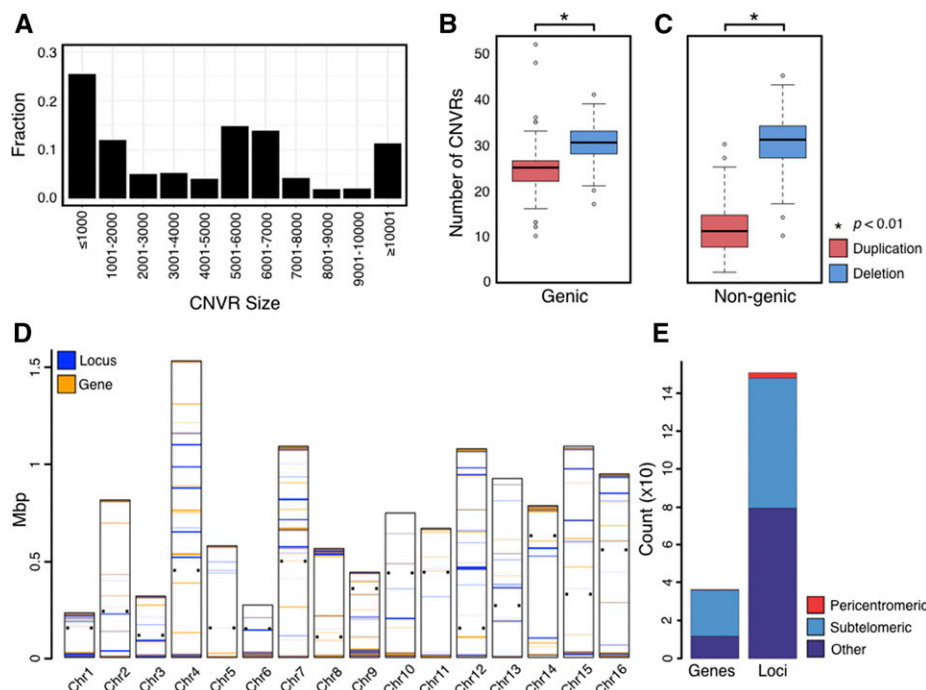 A
0.3
0.2
0.1
0.0
Fraction
≤1000
1001-2000
2001-3000
3001-4000
4001-5000
5001-6000
6001-7000
7001-8000
8001-9000
9001-10000
≥10001
CNVR Size
B
*
50
40
30
20
10
0
Number of CNVRs
Genic
C
*
Non-genic
* p < 0.01
Duplication
Deletion
D
Locus
Gene
1.5
1
0.5
0
Mbp
Chr1
Chr2
Chr3
Chr4
Chr5
Chr6
Chr7
Chr8
Chr9
Chr10
Chr11
Chr12
Chr13
Chr14
Chr15
Chr16
E
14
12
10
8
6
4
2
0
Count (x10)
Genes
Loci
Pericentromeric
Subtelomeric
Other